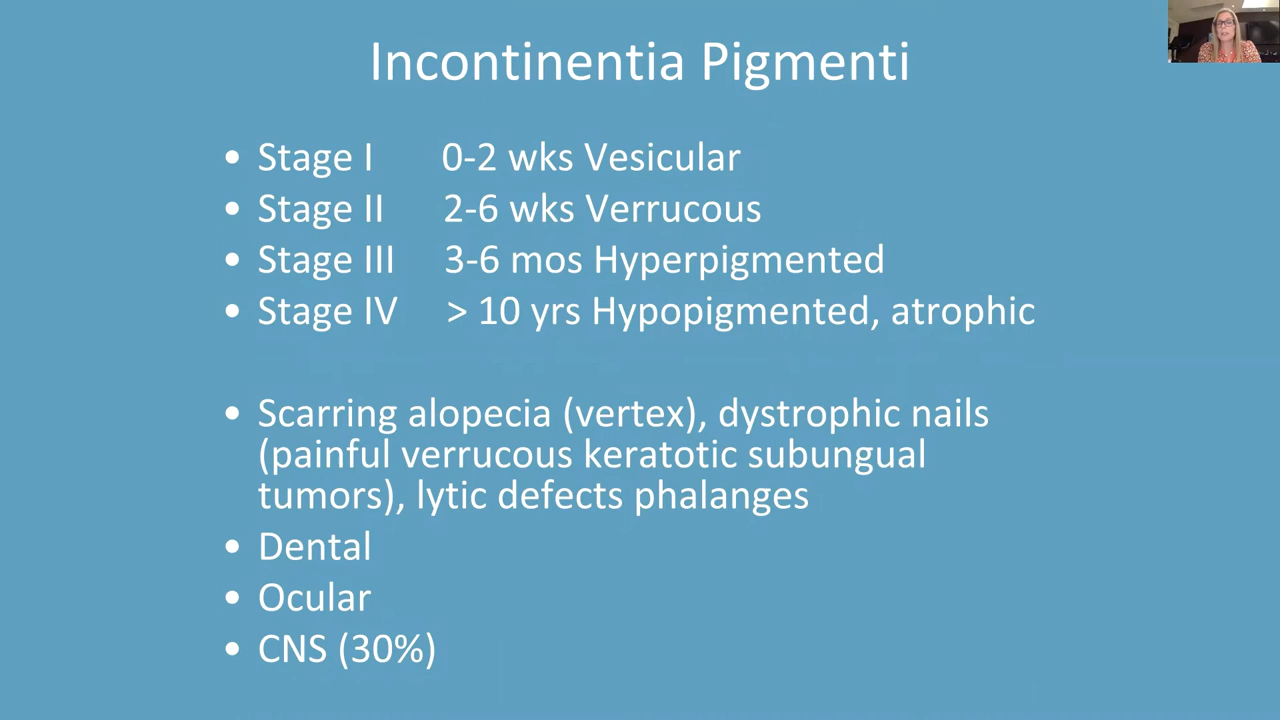 Incontinentia Pigmenti
• Stage I 0-2 wks Vesicular
• Stage II 2-6 wks Verrucous
• Stage III 3-6 mos Hyperpigmented
• Stage IV > 10 yrs Hypopigmented, atrophic
• Scarring alopecia (vertex), dystrophic nails
(painful verrucous keratotic subungual
tumors), lytic defects phalanges
• Dental
• Ocular
• CNS (30%)